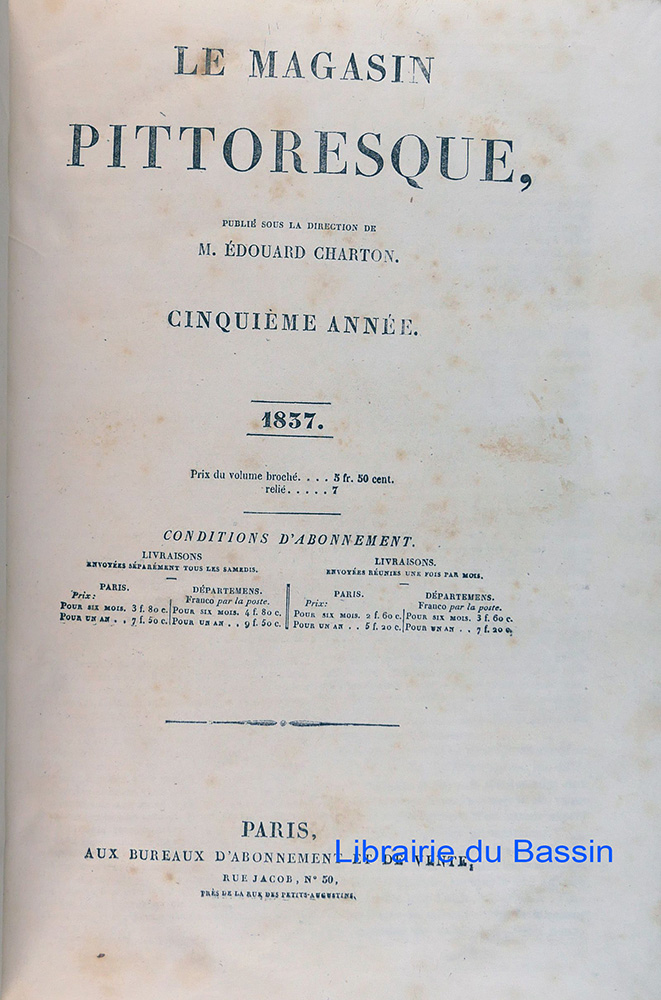 LE MAGASIN
PITTORESQUE,
PUBLIÉ SOUS LA DIRECTION DE
M. ÉDOUARD CHARTON.
CINQUIÈME ANNÉE.
1837.
Prix du volume broché. . . . 5 fr. 50 cent.
relié. . . . . 7
CONDITIONS D'ABONNEMENT.
LIVRAISONS
ENVOYÉES SÉPARÉMENT TOUS LES SAMEDIS.
PARIS.
Prix:
POUR SIX MOIS. 3 f. 80 c.
POUR UN AN . . 7 f. 50 c.
DÉPARTEMENS.
Franco par la poste.
POUR SIX MOIS. 4 f. 80 c.
POUR UN AN . . 9 f. 50 c.
LIVRAISONS.
ENVOYÉES RÉUNIES UNE FOIS PAR MOIS.
PARIS.
Prix:
POUR SIX MOIS. 2 f. 60 c.
POUR UN AN . . 5 f. 20 c.
DÉPARTEMENS.
Franco par la poste.
POUR SIX MOIS. 3 f. 60 c.
POUR UN AN . . 7 f. 20 c.
PARIS,
AUX BUREAUX D'ABONNEMENT ET DE VENTE,
Librairie du Bassin
RUE JACOB, N° 30,
PRÈS DE LA RUE DES PETITS-AUGUSTINS.